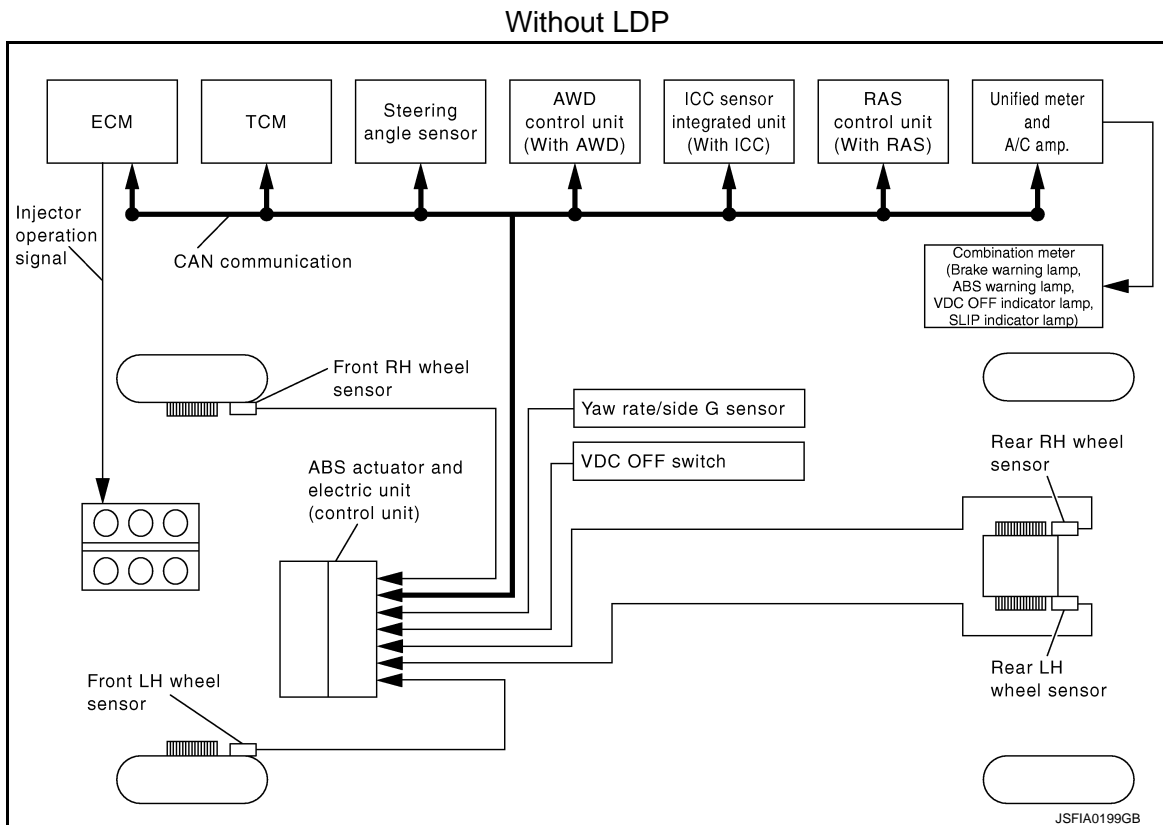 Without LDP
ECM
TCM
Steering
angle sensor
AWD
control unit
(With AWD)
ICC sensor
integrated unit
(With ICC)
RAS
control unit
(With RAS)
Unified meter
and
A/C amp.
Injector
operation
signal
CAN communication
Combination meter
(Brake warning lamp,
ABS warning lamp,
VDC OFF indicator lamp,
SLIP indicator lamp)
Front RH wheel
sensor
Yaw rate/side G sensor
VDC OFF switch
Rear RH wheel
sensor
ABS actuator and
electric unit
(control unit)
Front LH wheel
sensor
Rear LH
wheel sensor
JSFIA0199GB